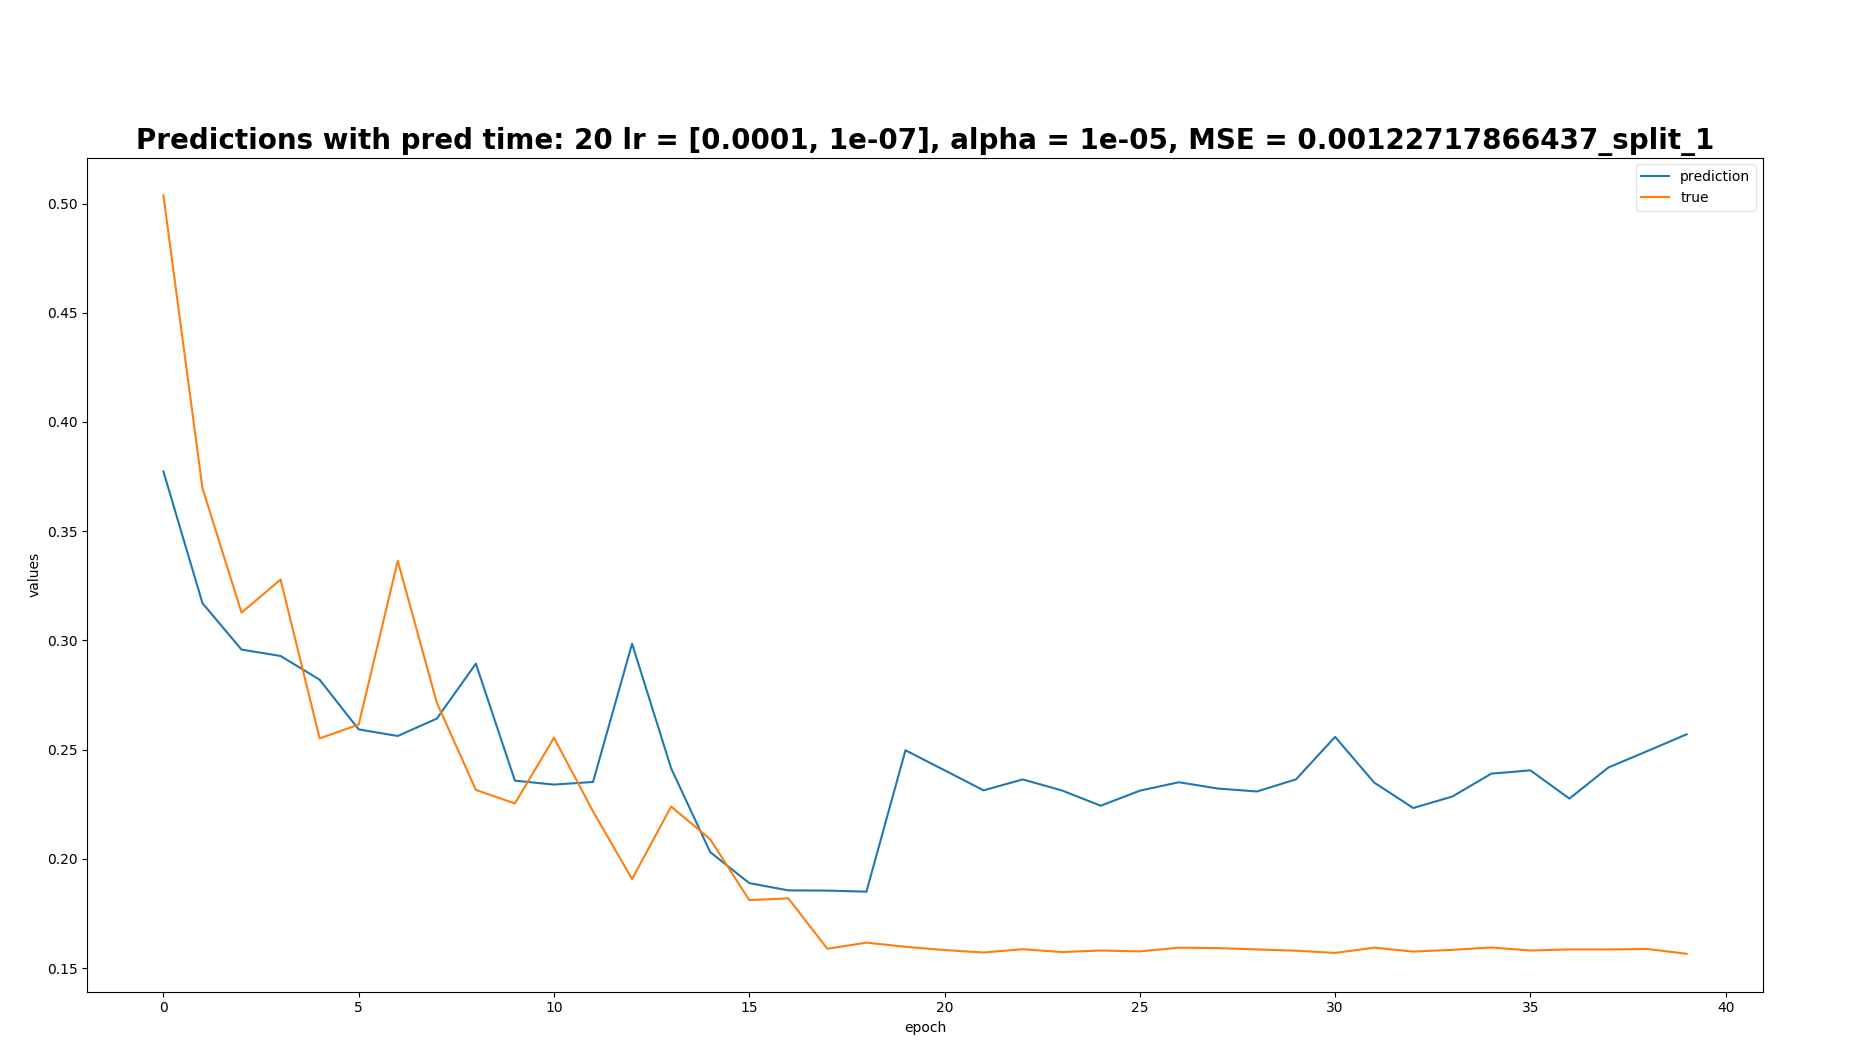 Predictions with pred time: 20 lr = [0.0001, 1e-07], alpha = 1e-05, MSE = 0.00122717866437_split_1
prediction
true
0.50
0.45
0.40
0.35
0.30
0.25
0.20
0.15
values
0 5 10 15 20 25 30 35 40
epoch